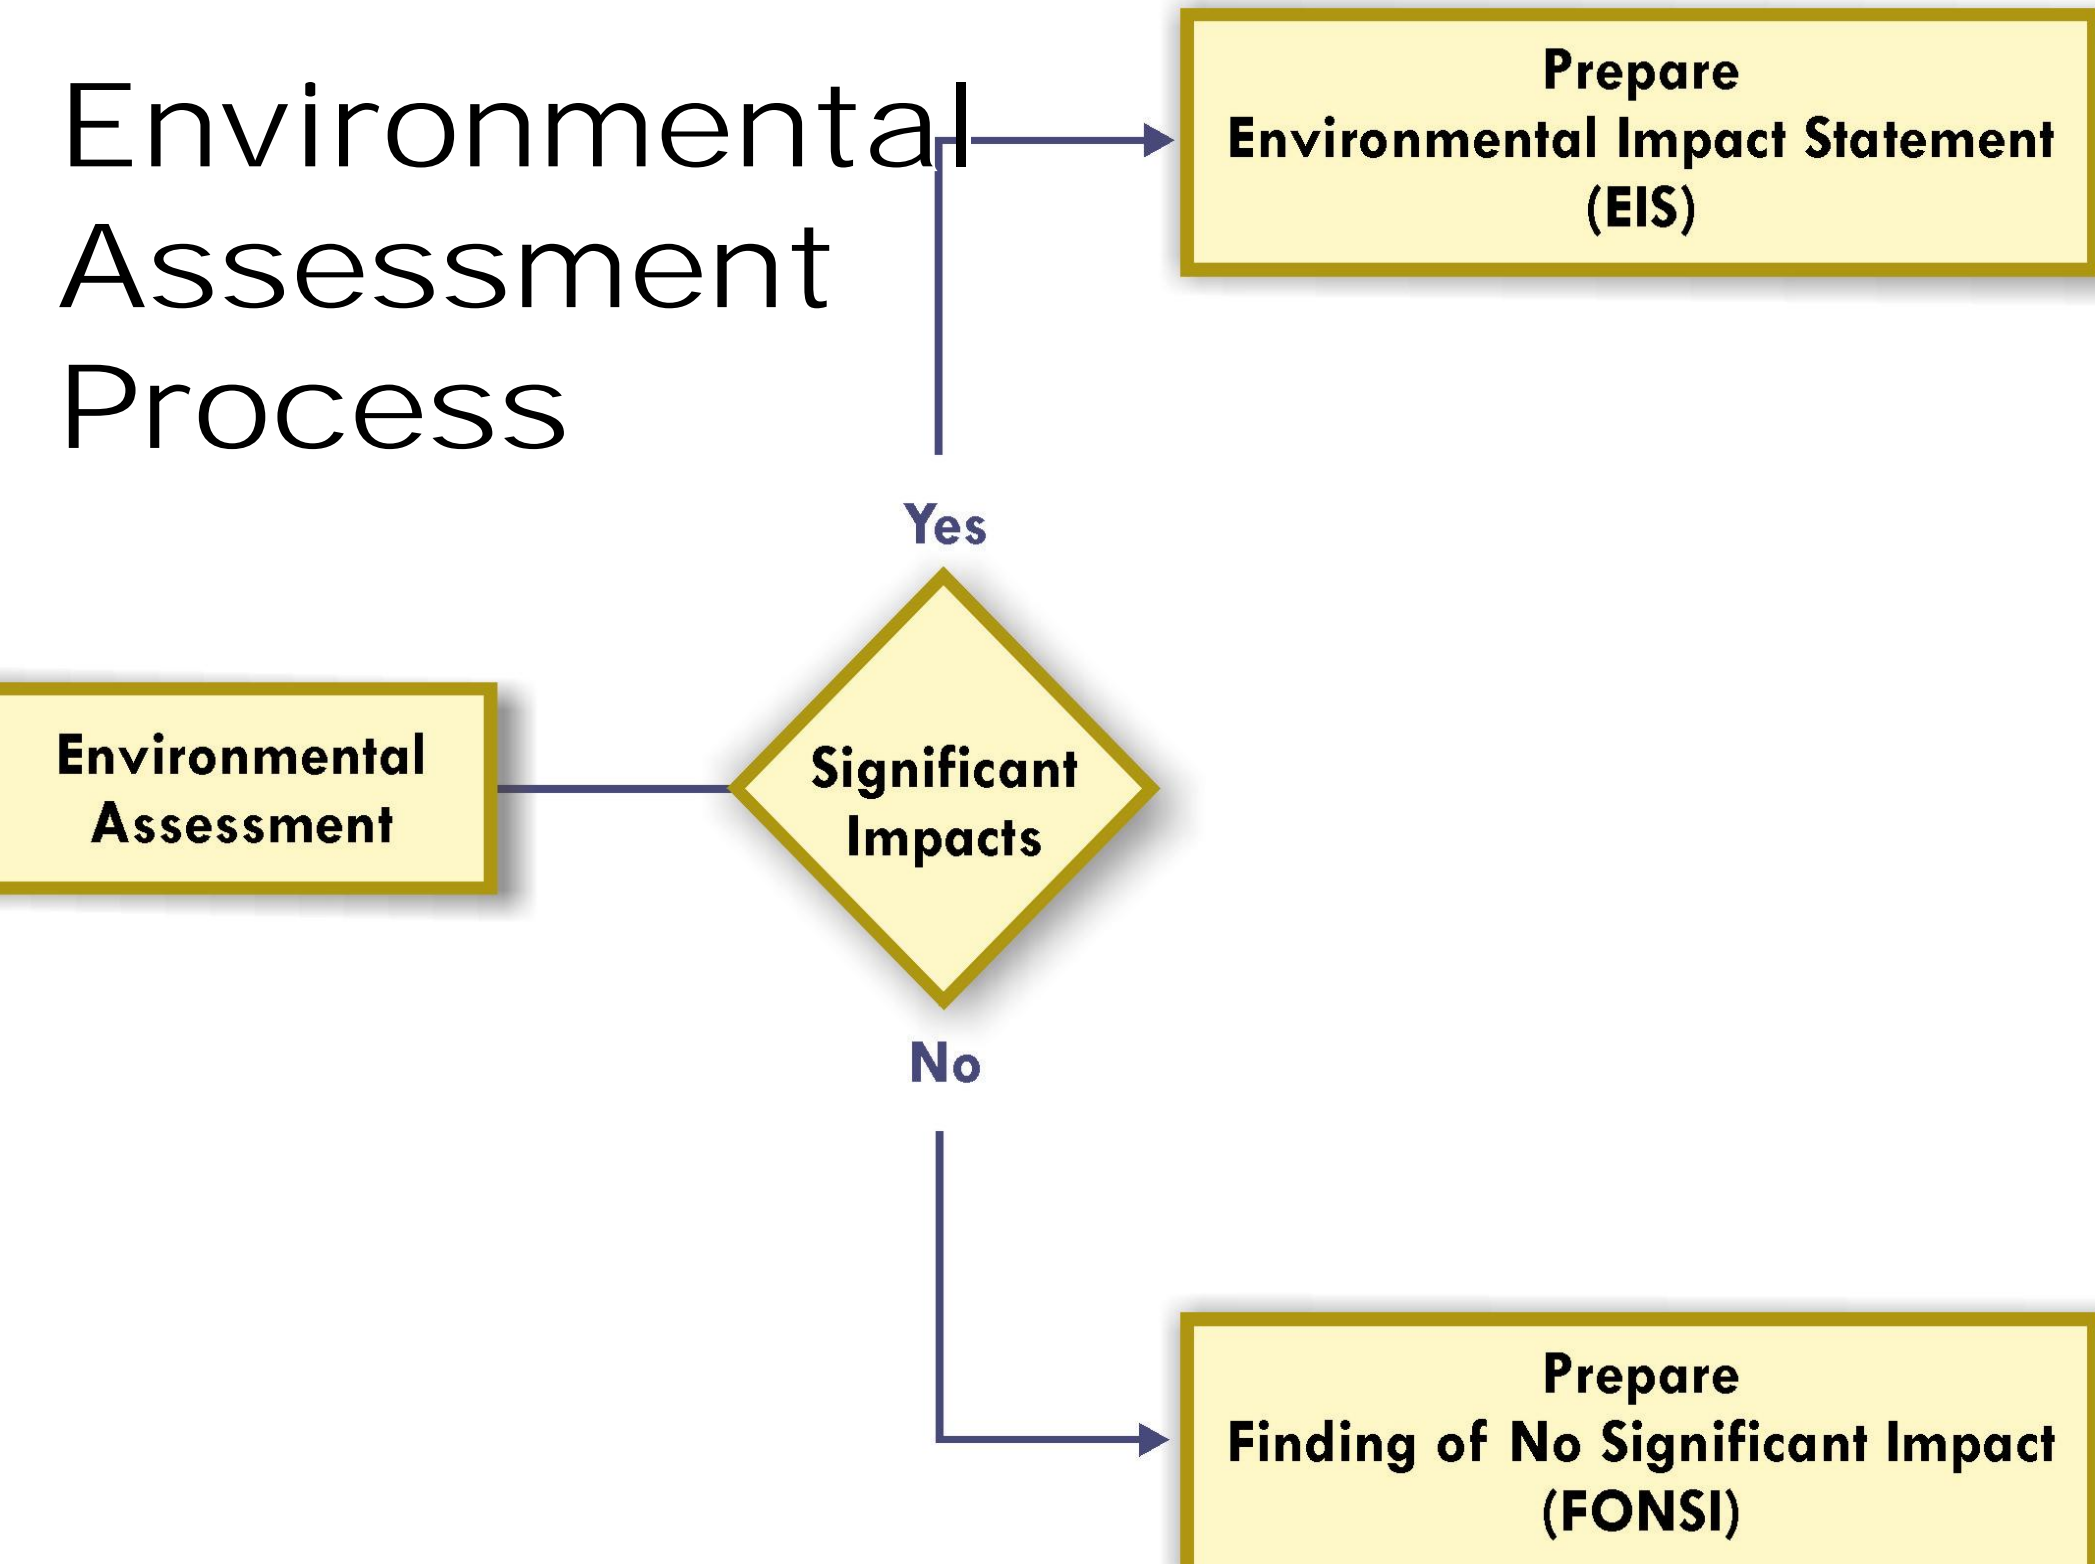 Environmental
Assessment
Process
Prepare
Environmental Impact Statement
(EIS)
Yes
Environmental
Assessment
Significant
Impacts
No
Prepare
Finding of No Significant Impact
(FONSI)